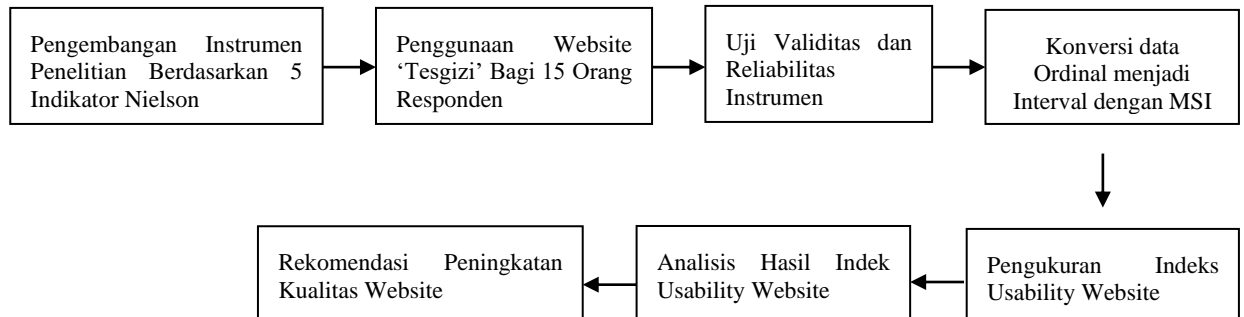 Pengembangan Instrumen
Penelitian Berdasarkan 5
Indikator Nielson
Penggunaan Website
‘Tesgizi’ Bagi 15 Orang
Responden
Uji Validitas dan
Reliabilitas
Instrumen
Konversi data
Ordinal menjadi
Interval dengan MSI
Pengukuran Indeks
Usability Website
Analisis Hasil Indek
Usability Website
Rekomendasi Peningkatan
Kualitas Website